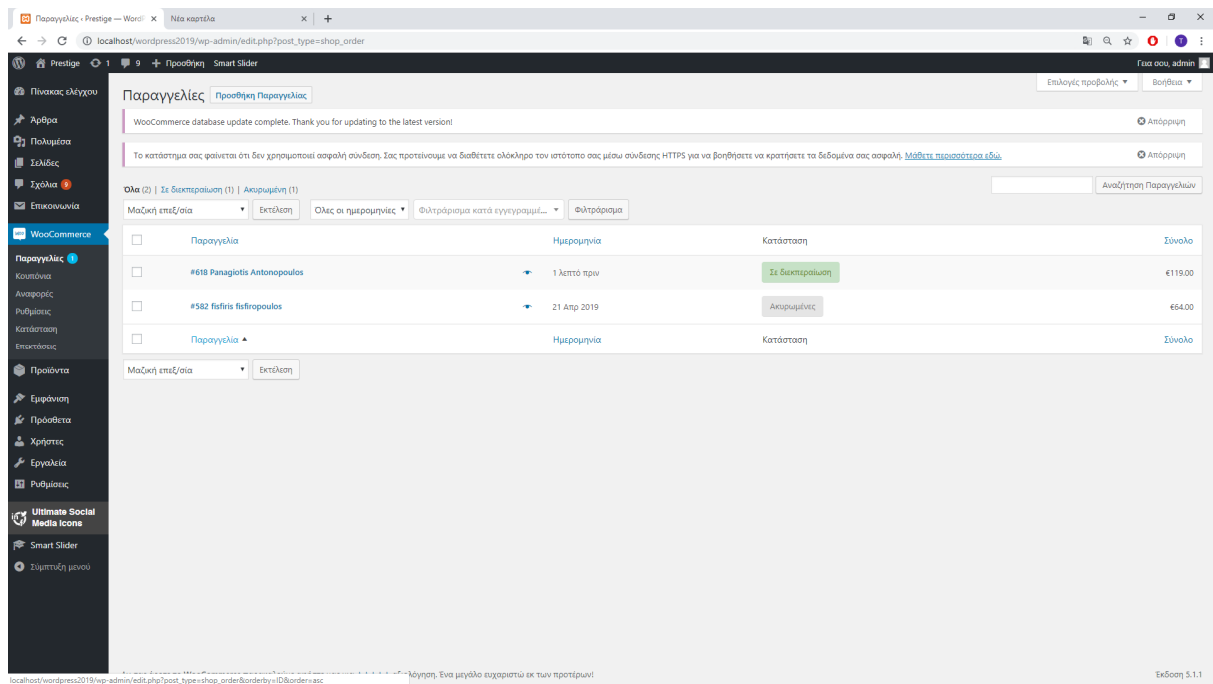 Παραγγελίες ‹ Prestige — WordP
Νέα καρτέλα
localhost/wordpress2019/wp-admin/edit.php?post_type=shop_order
T
Prestige 1 9 Προσθήκη Smart Slider
Γεια σου, admin
Πίνακας ελέγχου
Άρθρα
Πολυμέσα
Σελίδες
Σχόλια 9
Επικοινωνία
WooCommerce
Παραγγελίες 1
Κουπόνια
Αναφορές
Ρυθμίσεις
Κατάσταση
Επεκτάσεις
Προϊόντα
Εμφάνιση
Πρόσθετα
Χρήστες
Εργαλεία
Ρυθμίσεις
Ultimate Social
Media Icons
Smart Slider
Σύμπτυξη μενού
Επιλογές προβολής
Βοήθεια
Παραγγελίες
Προσθήκη Παραγγελίας
WooCommerce database update complete. Thank you for updating to the latest version!
Απόρριψη
Το κατάστημα σας φαίνεται ότι δεν χρησιμοποιεί ασφαλή σύνδεση. Σας προτείνουμε να διαθέτετε ολόκληρο τον ιστότοπο σας μέσω σύνδεσης HTTPS για να βοηθήσετε να κρατήσετε τα δεδομένα σας ασφαλή. Μάθετε περισσότερα εδώ.
Απόρριψη
Όλα (2) | Σε διεκπεραίωση (1) | Ακυρωμένη (1)
Αναζήτηση Παραγγελιών
Μαζική επεξ/σία
Εκτέλεση
Όλες οι ημερομηνίες
Φιλτράρισμα κατά εγγεγραμμέ...
Φιλτράρισμα
Παραγγελία Ημερομηνία Κατάσταση Σύνολο
#618 Panagiotis Antonopoulos 1 λεπτό πριν Σε διεκπεραίωση €119.00
#582 fisfiris fisfiropoulos 21 Απρ 2019 Ακυρωμένες €64.00
Παραγγελία Ημερομηνία Κατάσταση Σύνολο
Μαζική επεξ/σία
Εκτέλεση
λόγηση. Ένα μεγάλο ευχαριστώ εκ των προτέρων!
Έκδοση 5.1.1
localhost/wordpress2019/wp-admin/edit.php?post_type=shop_order&orderby=ID&order=asc